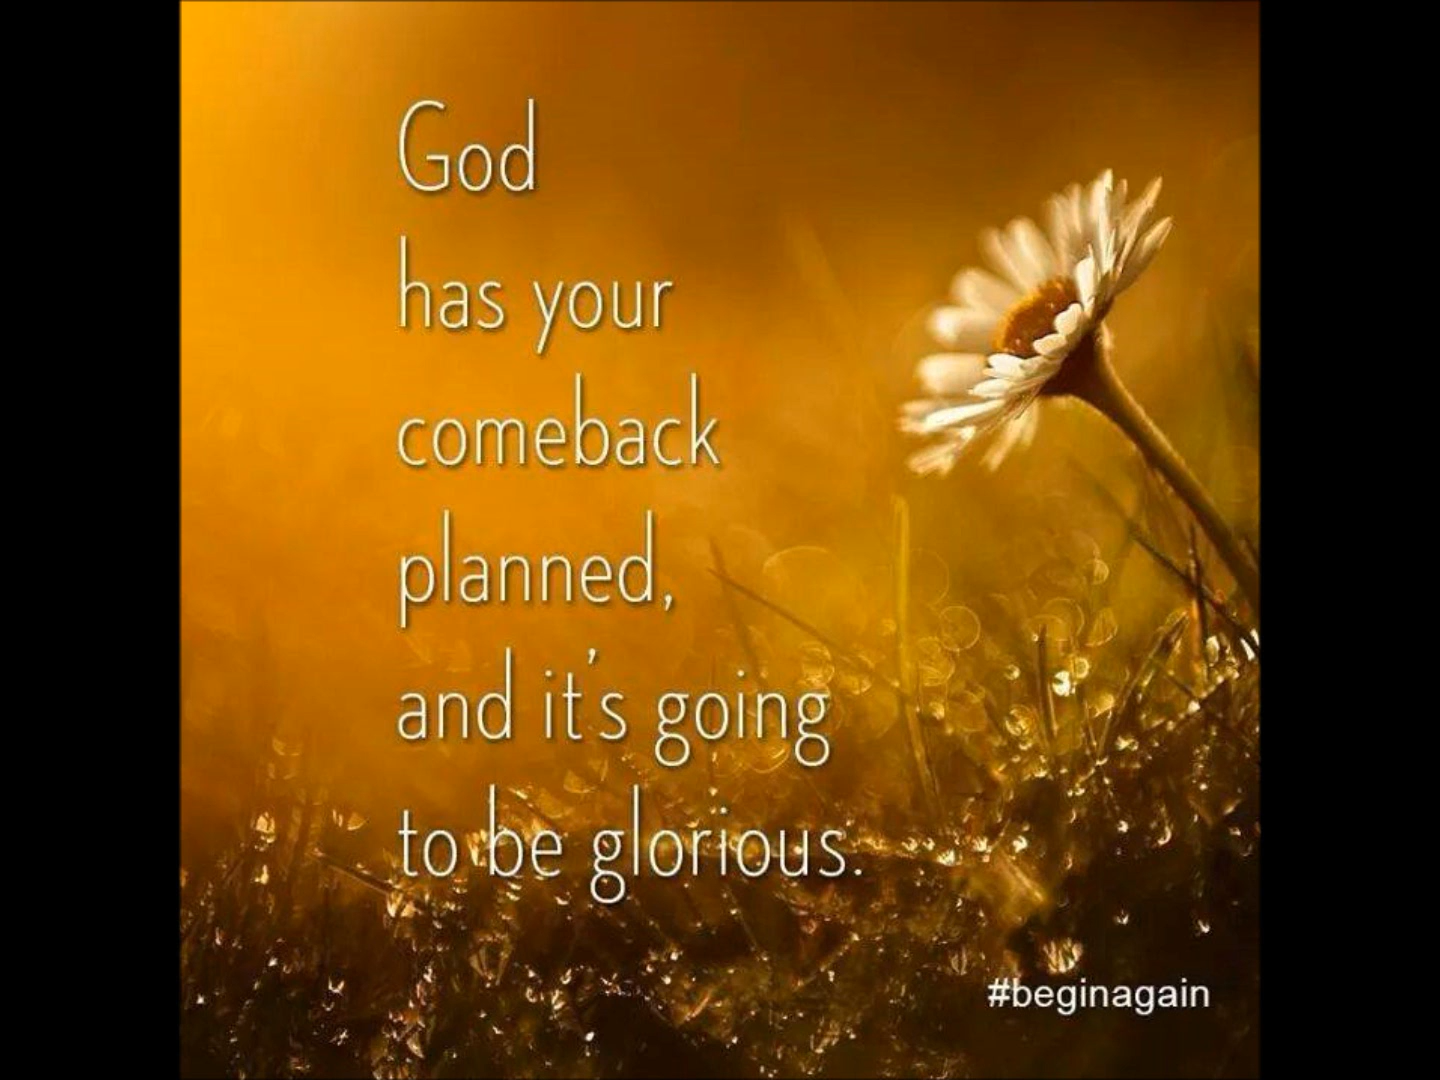 God
has your
comeback
planned,
and it's going
to be glorious.
#beginagain